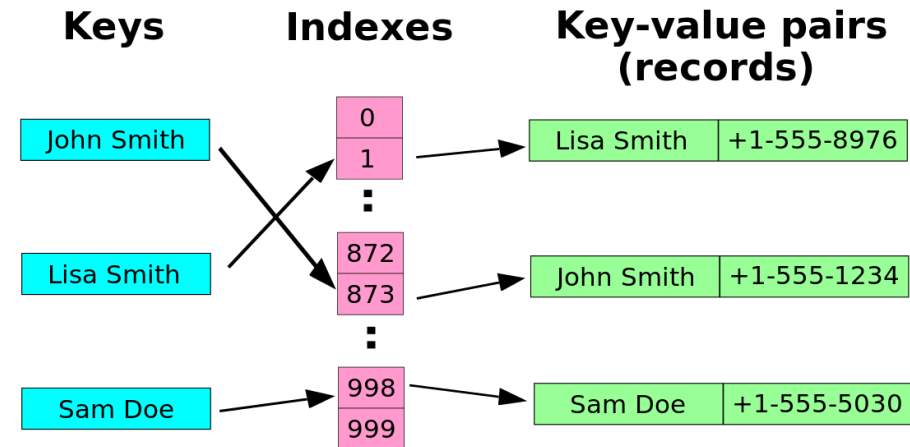 Keys
Indexes
Key-value pairs
(records)
John Smith
Lisa Smith
Sam Doe
0
1
:
872
873
:
998
999
Lisa Smith +1-555-8976
John Smith +1-555-1234
Sam Doe +1-555-5030